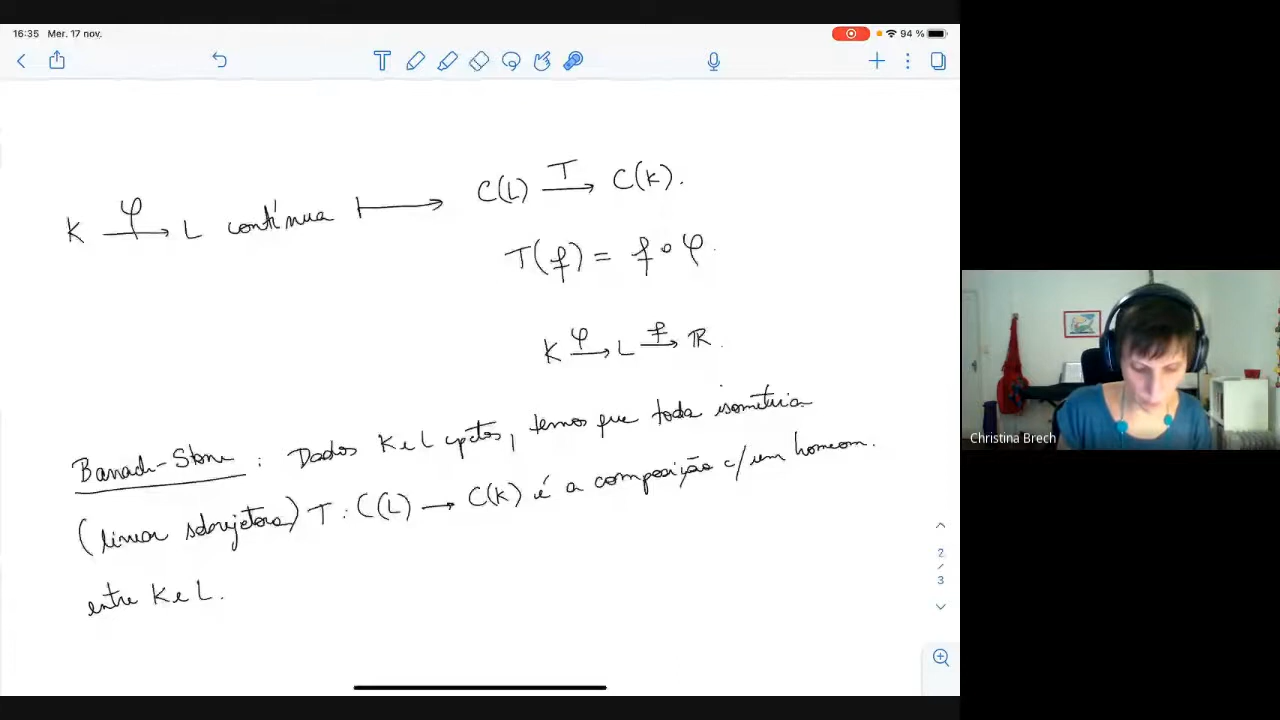 16:35 Mer. 17 nov.
94 %
K →^φ L contínua ⟼ C(L) →^T C(K).
T(f) = f∘φ.
K →^φ L →^f ℝ.
Banach-Stone : Dados K e L cpctos, temos que toda isometria
(linear sobrejetora) T : C(L) → C(K) é a composição c/ um homeom.
entre K e L.
2
/
3
Christina Brech